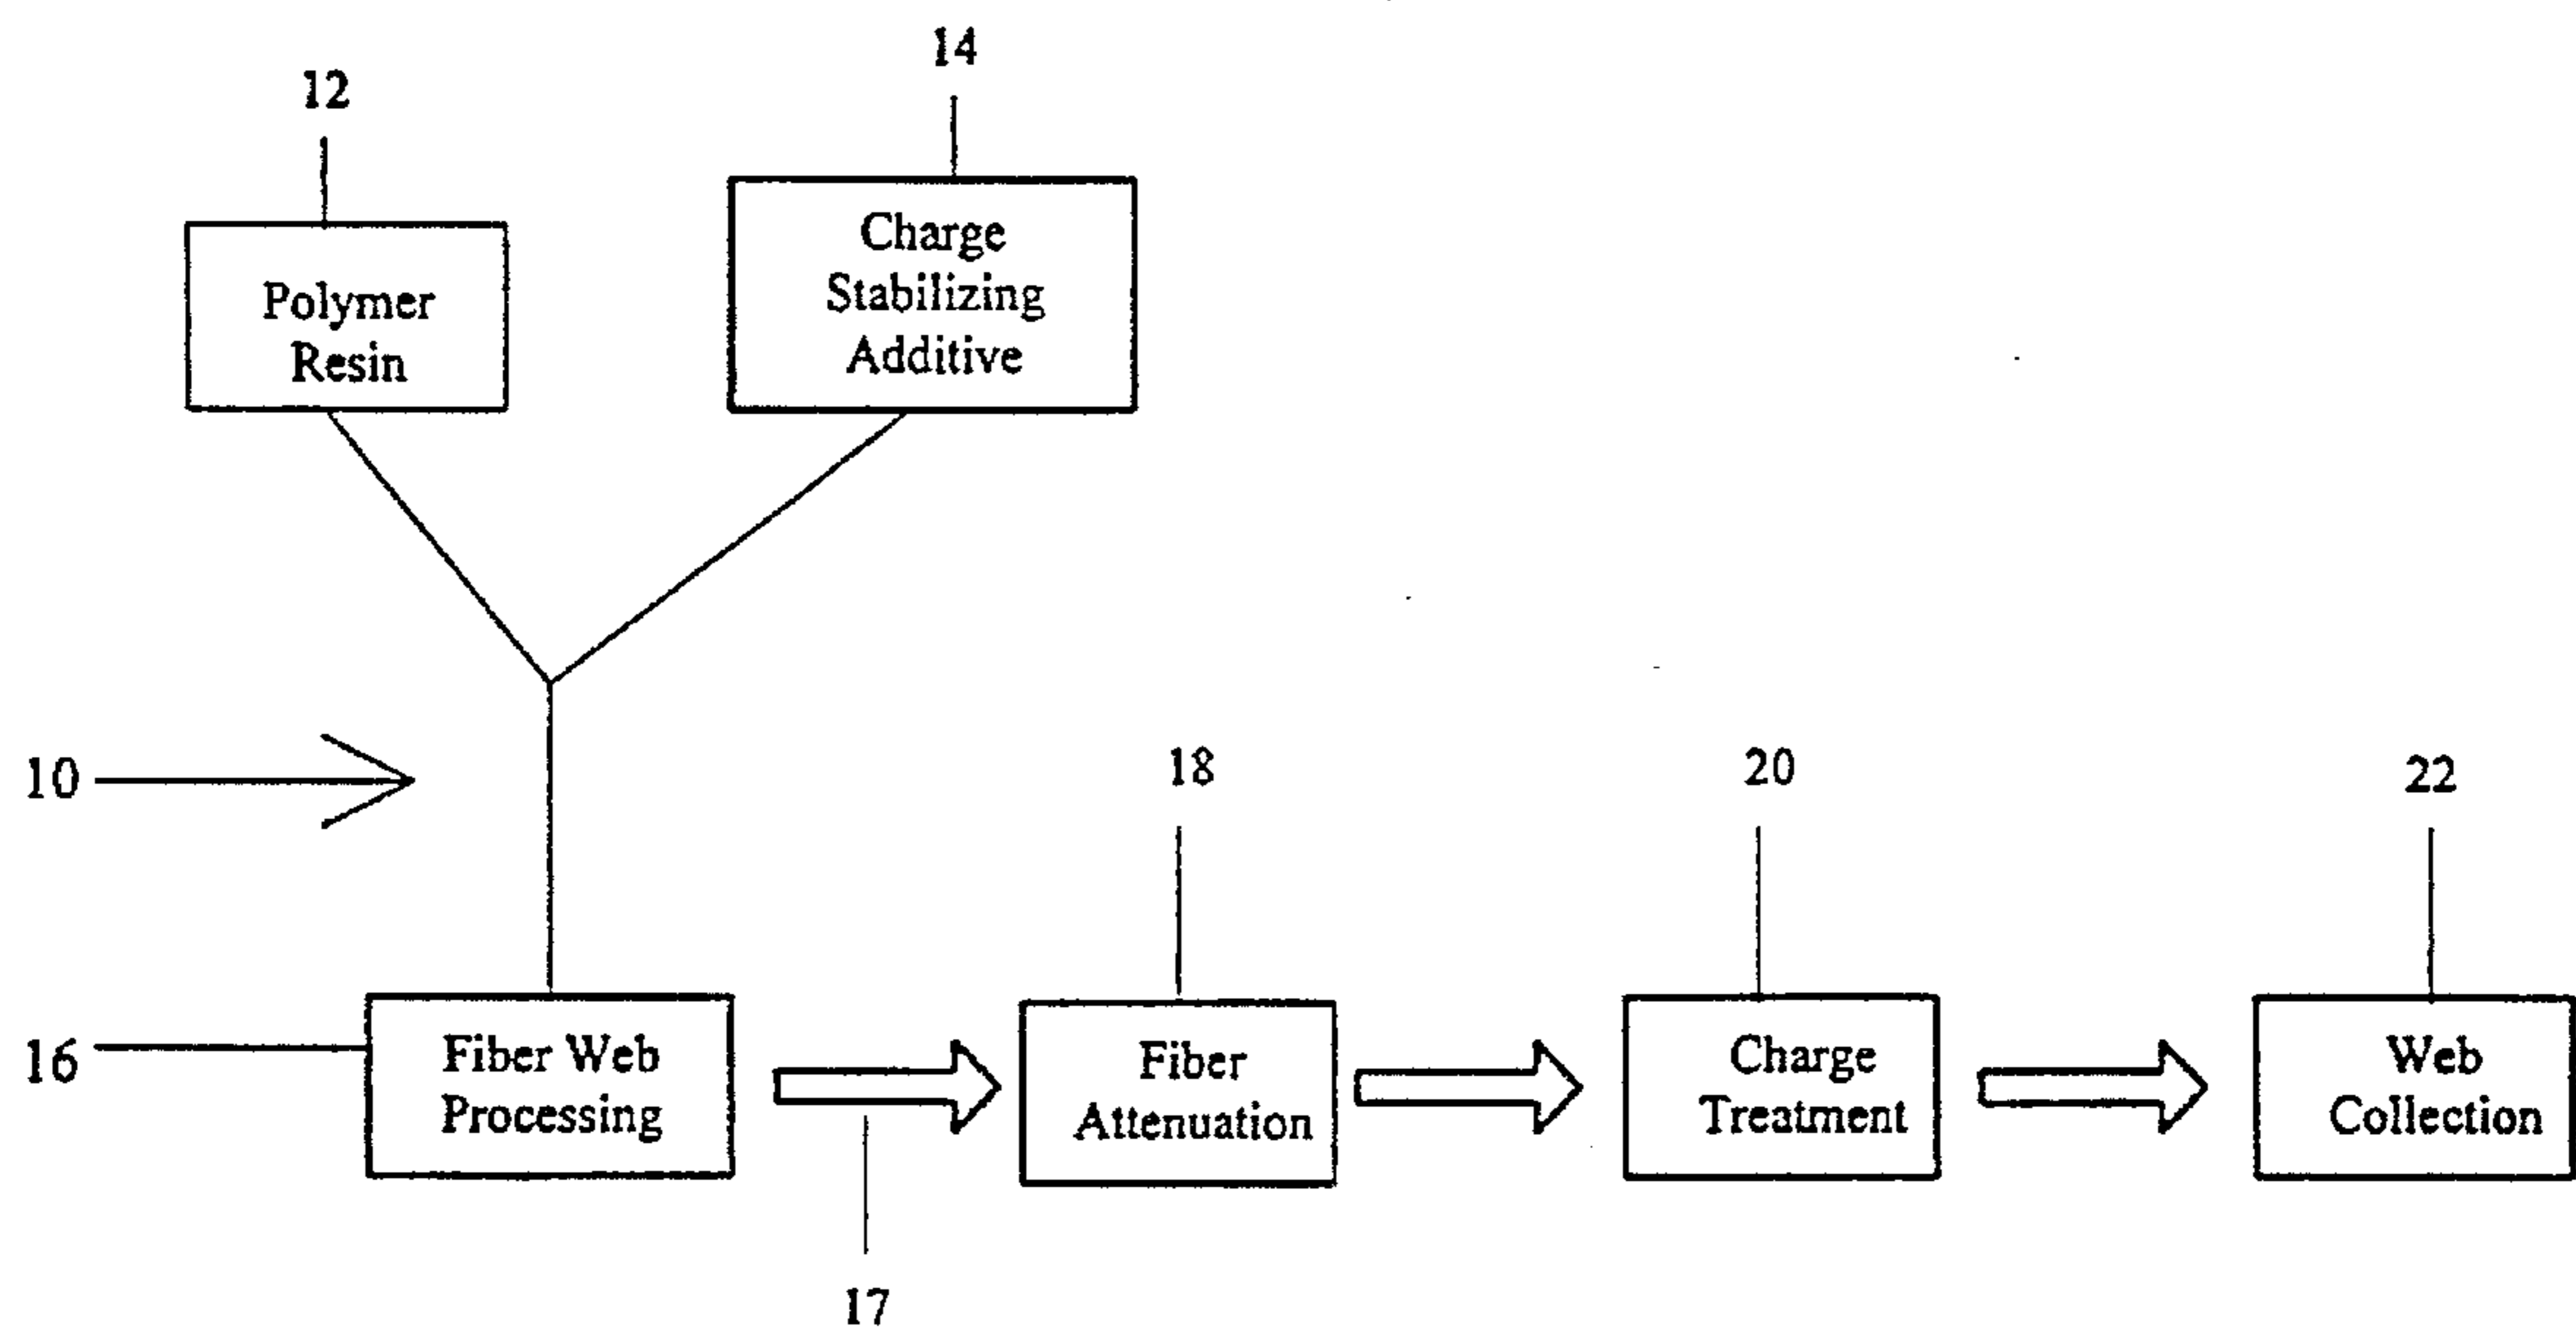 14
12
Charge
Stabilizing
Additive
Polymer
Resin
10
18
20
22
16
Fiber Web
Processing
Fiber
Attenuation
Charge
Treatment
Web
Collection
17